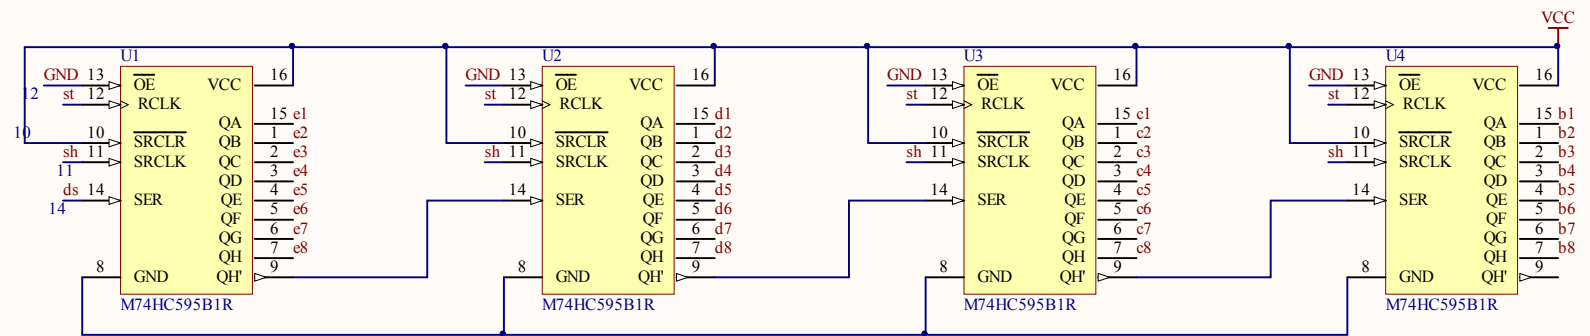 VCC
U1 U2 U3 U4
GND 13 OE VCC 16 GND 13 OE VCC 16 GND 13 OE VCC 16 GND 13 OE VCC 16
12 st 12 RCLK st 12 RCLK st 12 RCLK st 12 RCLK
QA 15 e1 QA 15 d1 QA 15 c1 QA 15 b1
10 10 SRCLR QB 1 e2 10 SRCLR QB 1 d2 10 SRCLR QB 1 c2 10 SRCLR QB 1 b2
sh 11 SRCLK QC 2 e3 sh 11 SRCLK QC 2 d3 sh 11 SRCLK QC 2 c3 sh 11 SRCLK QC 2 b3
11 QD 3 e4 QD 3 d4 QD 3 c4 QD 3 b4
ds 14 SER QE 4 e5 14 SER QE 4 d5 14 SER QE 4 c5 14 SER QE 4 b5
14 QF 5 e6 QF 5 d6 QF 5 c6 QF 5 b6
QG 6 e7 QG 6 d7 QG 6 c7 QG 6 b7
QH 7 e8 QH 7 d8 QH 7 c8 QH 7 b8
8 GND QH' 9 8 GND QH' 9 8 GND QH' 9 8 GND QH' 9
M74HC595B1R M74HC595B1R M74HC595B1R M74HC595B1R